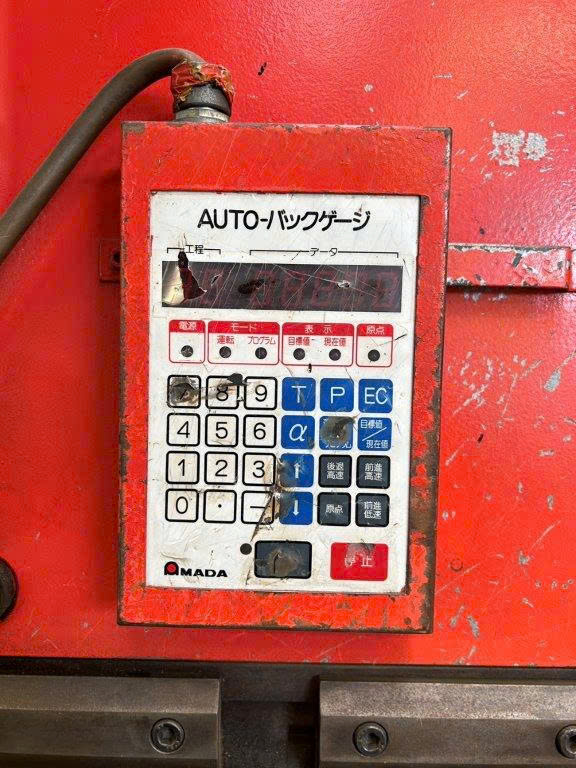 AUTO-バックゲージ
工程 データ
電源 モード 表示 原点
運転 プログラム 目標値 現在値
8 9 T P EC
4 5 6 α 目標値/現在値
1 2 3 ↑ 後退高速 前進高速
0 . - ↓ 原点 前進低速
停止
AMADA